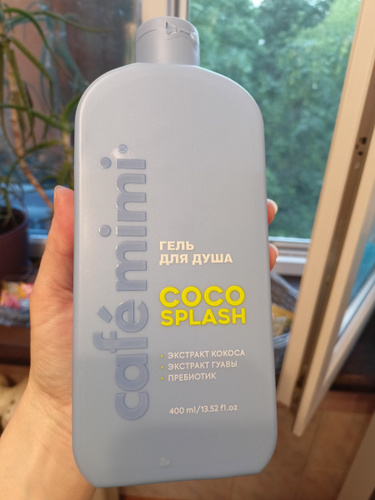 café mimi®
ГЕЛЬ
ДЛЯ ДУША
COCO
SPLASH
• ЭКСТРАКТ КОКОСА
• ЭКСТРАКТ ГУАВЫ
• ПРЕБИОТИК
400 ml/13.52 fl.oz